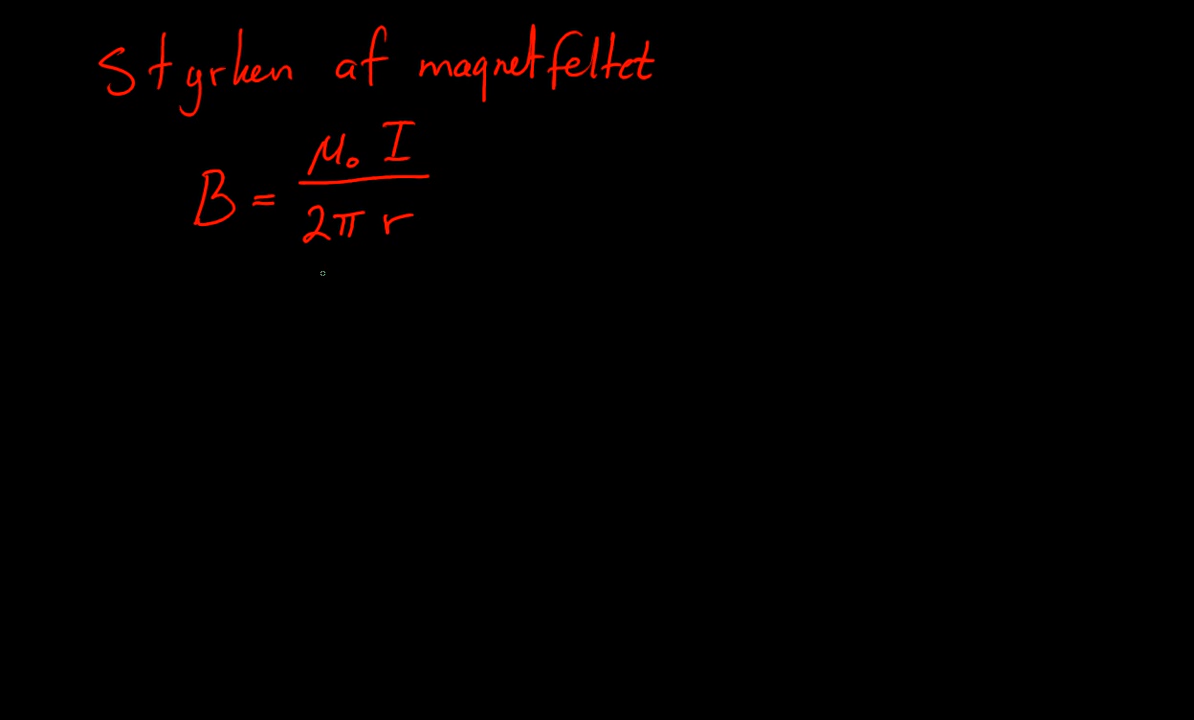 Styrken af magnetfeltet
B = μ₀ I / 2π r